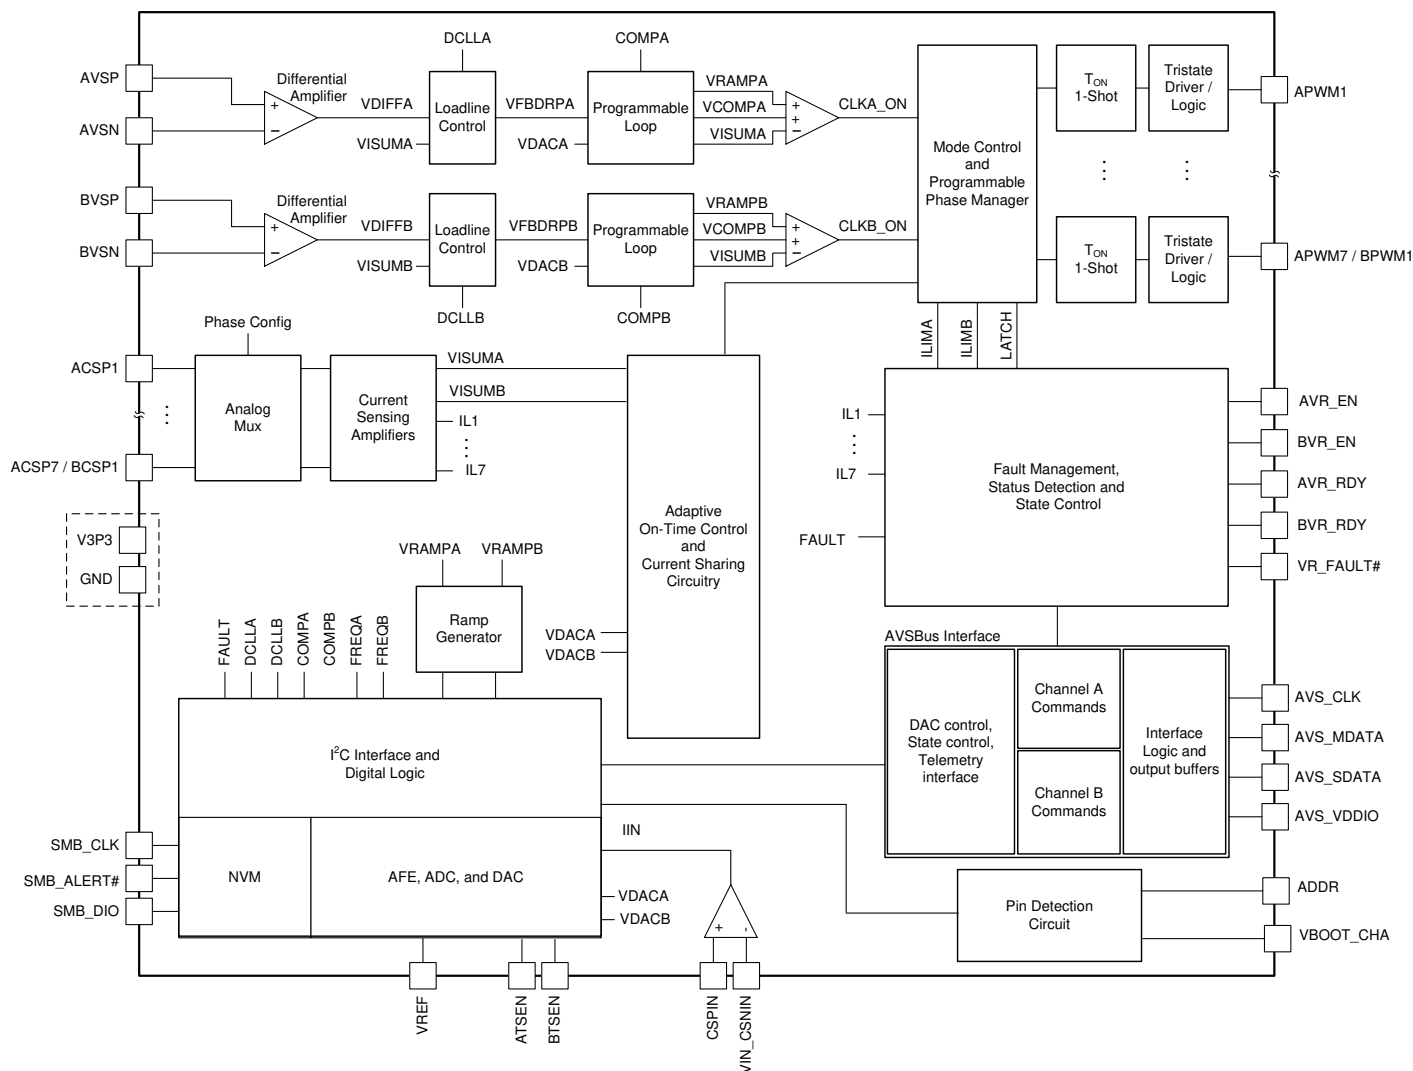 DCLLA
COMPA
AVSP
Differential
Amplifier
+
−
AVSN
VDIFFA
Loadline
Control
VISUMA
VFBDRPA
VDACA
Programmable
Loop
VRAMPA
VCOMPA
VISUMA
+
+
−
CLKA_ON
Mode Control
and
Programmable
Phase Manager
TON
1-Shot
Tristate
Driver /
Logic
APWM1
BVSP
Differential
Amplifier
+
−
BVSN
VDIFFB
Loadline
Control
VISUMB
VFBDRPB
VDACB
Programmable
Loop
VRAMPB
VCOMPB
VISUMB
+
+
−
CLKB_ON
TON
1-Shot
Tristate
Driver /
Logic
APWM7 / BPWM1
DCLLB
COMPB
ILIMA
ILIMB
LATCH
Phase Config
ACSP1
ACSP7 / BCSP1
Analog
Mux
Current
Sensing
Amplifiers
VISUMA
VISUMB
IL1
IL7
Adaptive
On-Time Control
and
Current Sharing
Circuitry
VDACA
VDACB
IL1
IL7
FAULT
Fault Management,
Status Detection and
State Control
AVR_EN
BVR_EN
AVR_RDY
BVR_RDY
VR_FAULT#
V3P3
GND
VRAMPA
VRAMPB
Ramp
Generator
FAULT
DCLLA
DCLLB
COMPA
COMPB
FREQA
FREQB
I2C Interface and
Digital Logic
NVM
AFE, ADC, and DAC
SMB_CLK
SMB_ALERT#
SMB_DIO
IIN
VDACA
VDACB
+
-
AVSBus Interface
DAC control,
State control,
Telemetry
interface
Channel A
Commands
Channel B
Commands
Interface
Logic and
output buffers
AVS_CLK
AVS_MDATA
AVS_SDATA
AVS_VDDIO
Pin Detection
Circuit
ADDR
VBOOT_CHA
VREF
ATSEN
BTSEN
CSPIN
VIN_CSNIN